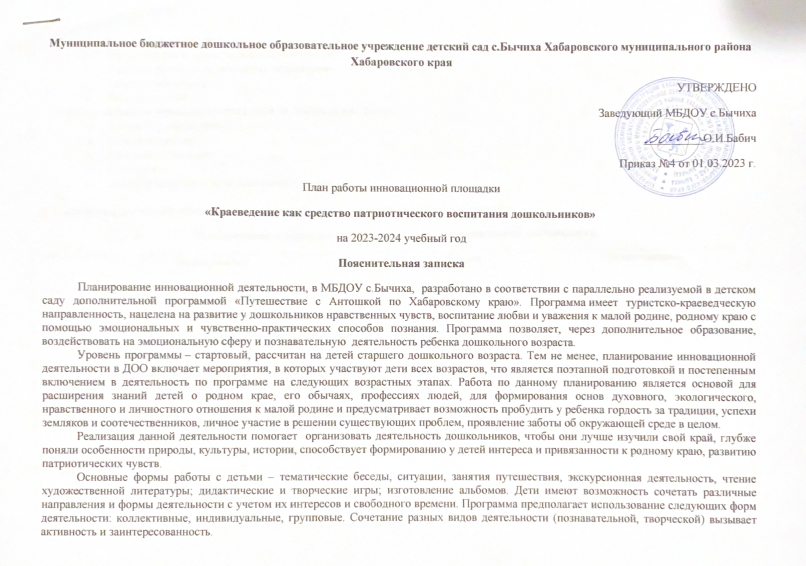 Муниципальное бюджетное дошкольное образовательное учреждение детский сад с.Бычиха Хабаровского муниципального района
Хабаровского края
УТВЕРЖДЕНО
Заведующий МБДОУ с.Бычиха
О.И.Бабич
Приказ №4 от 01.03.2023 г.
План работы инновационной площадки
«Краеведение как средство патриотического воспитания дошкольников»
на 2023-2024 учебный год
Пояснительная записка
Планирование инновационной деятельности, в МБДОУ с.Бычиха, разработано в соответствии с параллельно реализуемой в детском
саду дополнительной программой «Путешествие с Антошкой по Хабаровскому краю». Программа имеет туристско-краеведческую
направленность, нацелена на развитие у дошкольников нравственных чувств, воспитание любви и уважения к малой родине, родному краю с
помощью эмоциональных и чувственно-практических способов познания. Программа позволяет, через дополнительное образование,
воздействовать на эмоциональную сферу и познавательную деятельность ребенка дошкольного возраста.
Уровень программы – стартовый, рассчитан на детей старшего дошкольного возраста. Тем не менее, планирование инновационной
деятельности в ДОО включает мероприятия, в которых участвуют дети всех возрастов, что является поэтапной подготовкой и постепенным
включением в деятельность по программе на следующих возрастных этапах. Работа по данному планированию является основой для
расширения знаний детей о родном крае, его обычаях, профессиях людей, для формирования основ духовного, экологического,
нравственного и личностного отношения к малой родине и предусматривает возможность пробудить у ребенка гордость за традиции, успехи
земляков и соотечественников, личное участие в решении существующих проблем, проявление заботы об окружающей среде в целом.
Реализация данной деятельности помогает организовать деятельность дошкольников, чтобы они лучше изучили свой край, глубже
поняли особенности природы, культуры, истории, способствует формированию у детей интереса и привязанности к родному краю, развитию
патриотических чувств.
Основные формы работы с детьми – тематические беседы, ситуации, занятия путешествия, экскурсионная деятельность, чтение
художественной литературы; дидактические и творческие игры; изготовление альбомов. Дети имеют возможность сочетать различные
направления и формы деятельности с учетом их интересов и свободного времени. Программа предполагает использование следующих форм
деятельности: коллективные, индивидуальные, групповые. Сочетание разных видов деятельности (познавательной, творческой) вызывает
активность и заинтересованность.